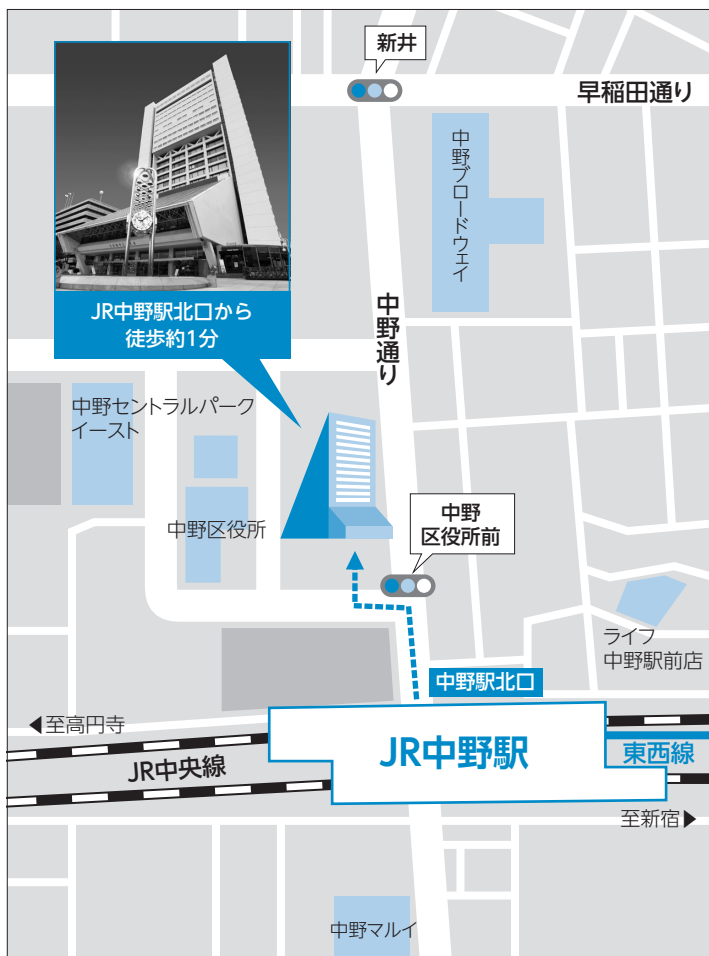 新井
早稲田通り
中野ブロードウェイ
JR中野駅北口から
徒歩約1分
中野通り
中野セントラルパーク
イースト
中野区役所
中野
区役所前
ライフ
中野駅前店
中野駅北口
◀至高円寺
JR中野駅
東西線
JR中央線
至新宿▶
中野マルイ